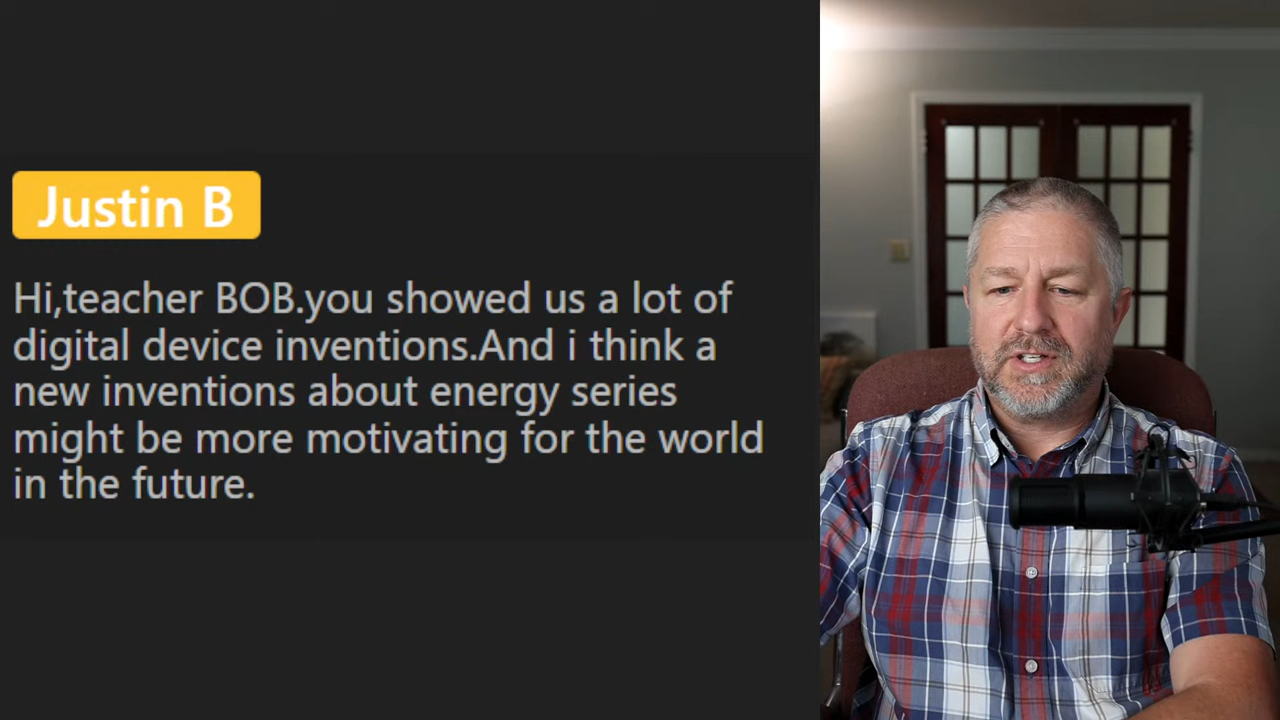 Justin B
Hi,teacher BOB.you showed us a lot of
digital device inventions.And i think a
new inventions about energy series
might be more motivating for the world
in the future.